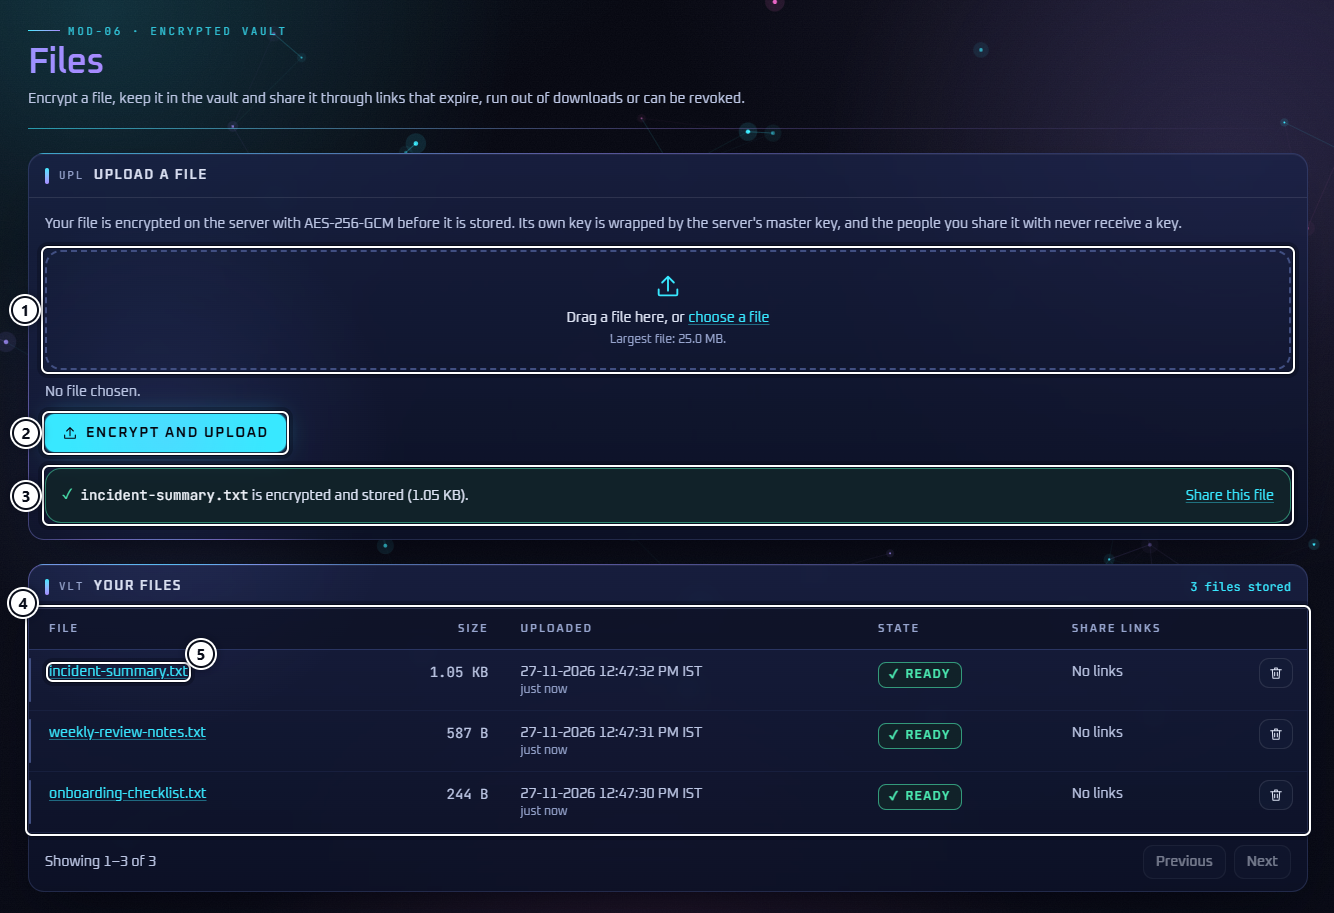 MOD-06 · ENCRYPTED VAULT
Files
Encrypt a file, keep it in the vault and share it through links that expire, run out of downloads or can be revoked.
UPL UPLOAD A FILE
Your file is encrypted on the server with AES-256-GCM before it is stored. Its own key is wrapped by the server's master key, and the people you share it with never receive a key.
1
Drag a file here, or choose a file
Largest file: 25.0 MB.
No file chosen.
2 ENCRYPT AND UPLOAD
3 ✓ incident-summary.txt is encrypted and stored (1.05 KB). Share this file
VLT YOUR FILES 3 files stored
4
FILE SIZE UPLOADED STATE SHARE LINKS
5
incident-summary.txt 1.05 KB 27-11-2026 12:47:32 PM IST ✓ READY No links
just now
weekly-review-notes.txt 587 B 27-11-2026 12:47:31 PM IST ✓ READY No links
just now
onboarding-checklist.txt 244 B 27-11-2026 12:47:30 PM IST ✓ READY No links
just now
Showing 1–3 of 3 Previous Next